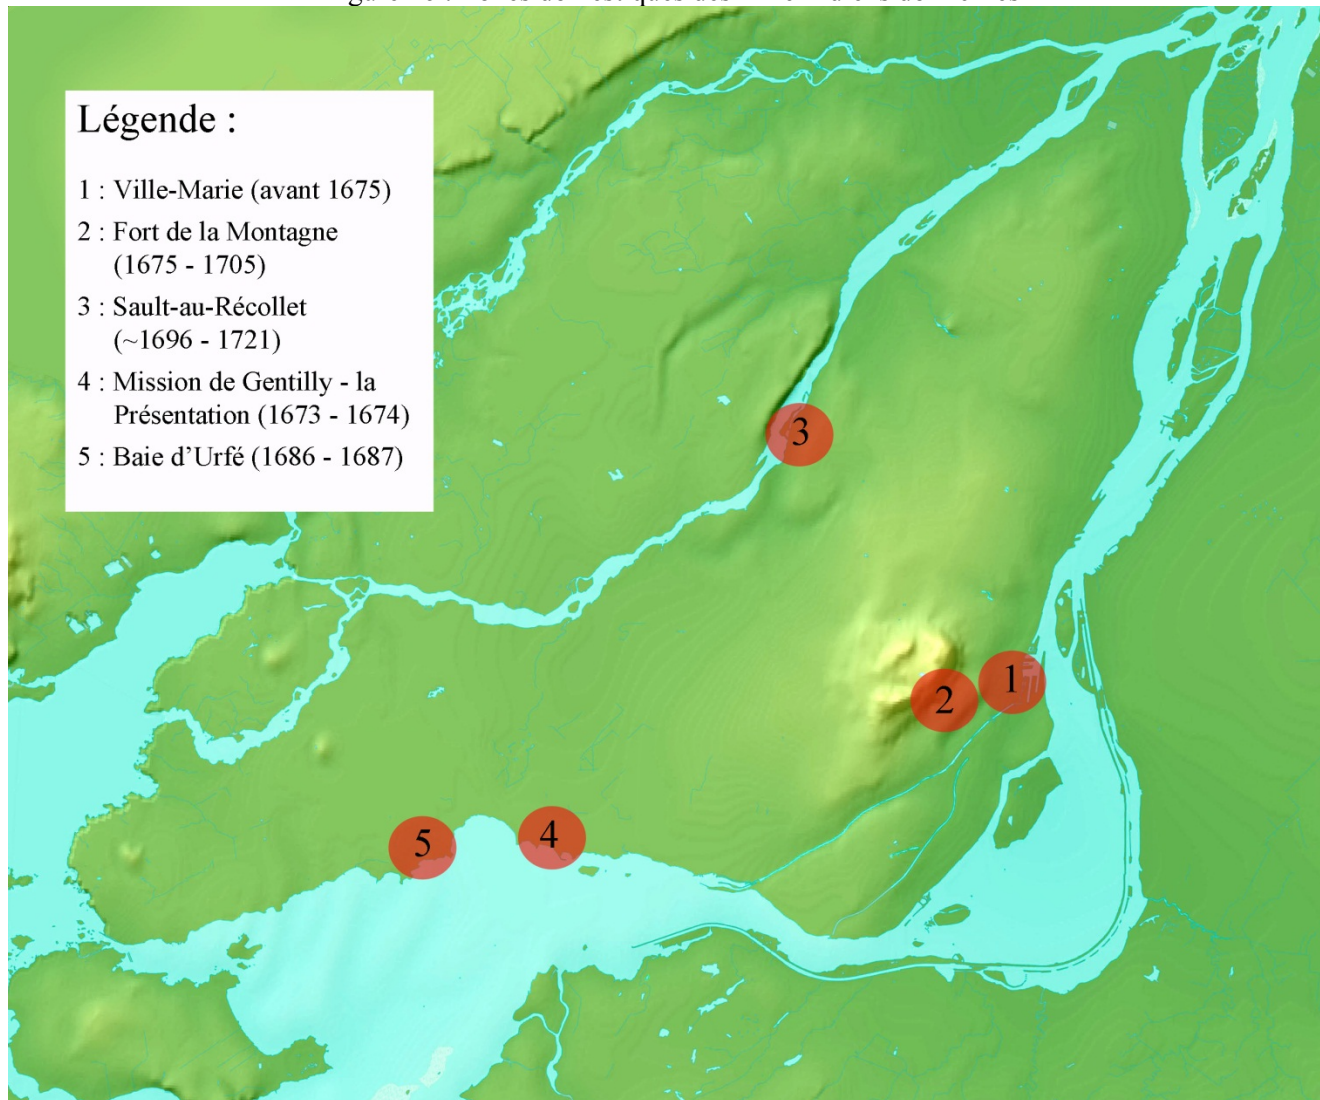 Légende :
1 : Ville-Marie (avant 1675)
2 : Fort de la Montagne
(1675 - 1705)
3 : Sault-au-Récollet
(~1696 - 1721)
4 : Mission de Gentilly - la
Présentation (1673 - 1674)
5 : Baie d'Urfé (1686 - 1687)
3
1
2
4
5